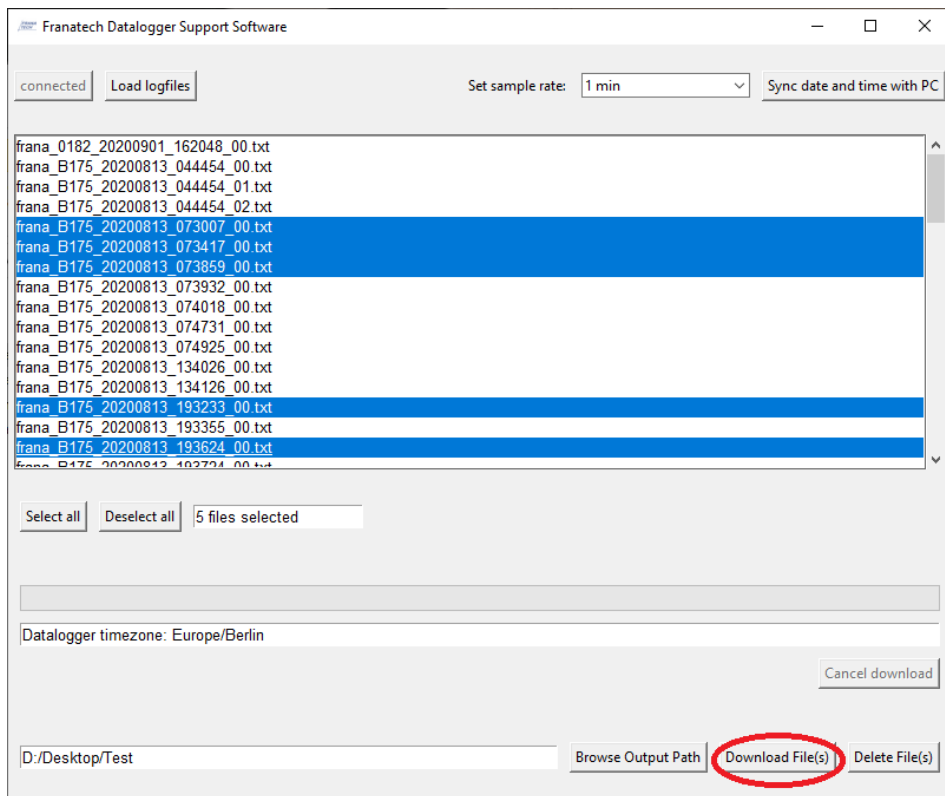 Franatech Datalogger Support Software
connected Load logfiles Set sample rate: 1 min Sync date and time with PC
frana_0182_20200901_162048_00.txt
frana_B175_20200813_044454_00.txt
frana_B175_20200813_044454_01.txt
frana_B175_20200813_044454_02.txt
frana_B175_20200813_073007_00.txt
frana_B175_20200813_073417_00.txt
frana_B175_20200813_073859_00.txt
frana_B175_20200813_073932_00.txt
frana_B175_20200813_074018_00.txt
frana_B175_20200813_074731_00.txt
frana_B175_20200813_074925_00.txt
frana_B175_20200813_134026_00.txt
frana_B175_20200813_134126_00.txt
frana_B175_20200813_193233_00.txt
frana_B175_20200813_193355_00.txt
frana_B175_20200813_193624_00.txt
frana_B175_20200813_193724_00.txt
Select all Deselect all 5 files selected
Datalogger timezone: Europe/Berlin
Cancel download
D:/Desktop/Test Browse Output Path Download File(s) Delete File(s)